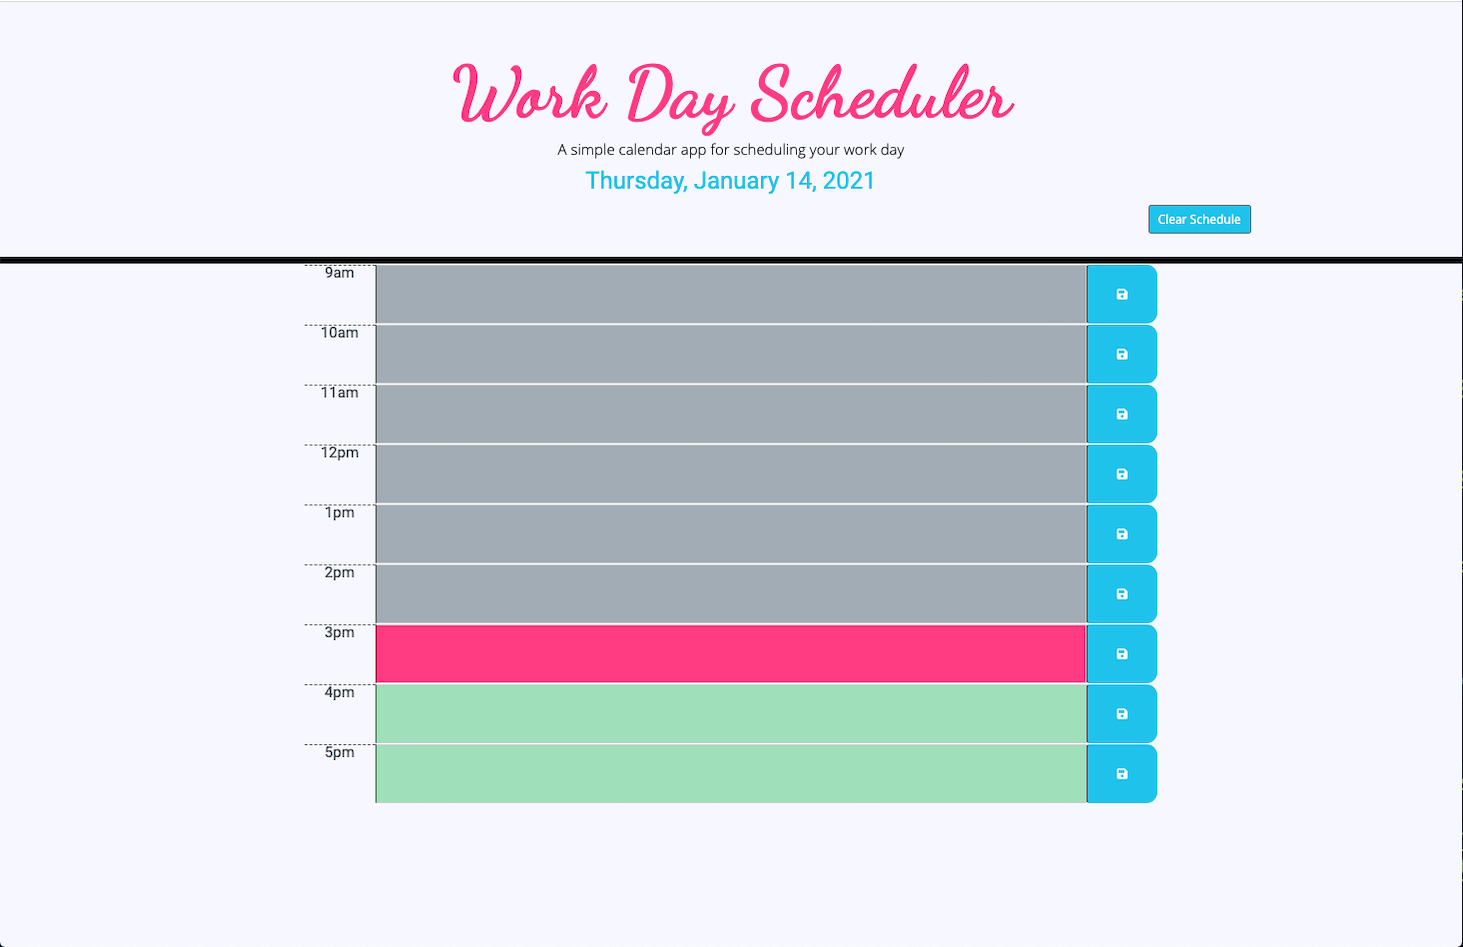 Work Day Scheduler
A simple calendar app for scheduling your work day
Thursday, January 14, 2021
Clear Schedule
9am
10am
11am
12pm
1pm
2pm
3pm
4pm
5pm